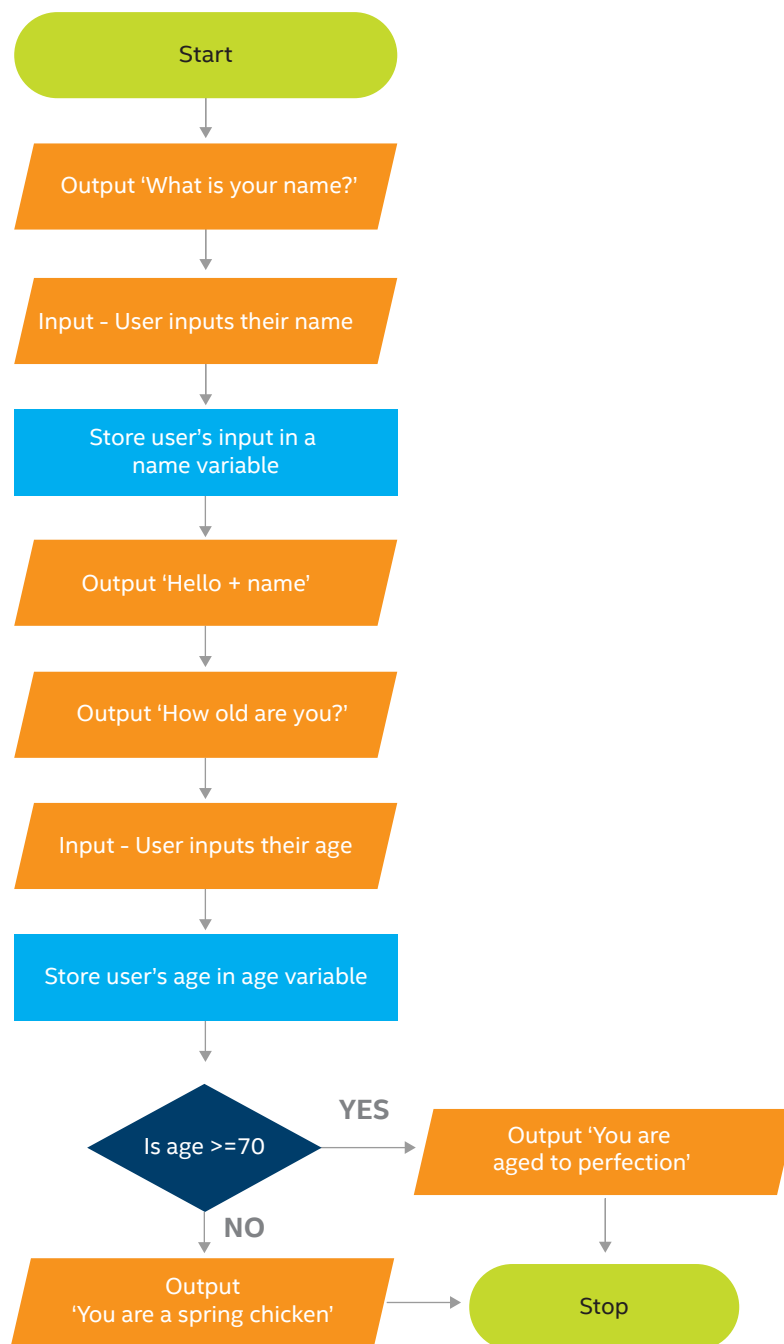 Start
Output ‘What is your name?’
Input - User inputs their name
Store user’s input in a
name variable
Output ‘Hello + name’
Output ‘How old are you?’
Input - User inputs their age
Store user’s age in age variable
Is age >=70
YES
Output ‘You are
aged to perfection’
NO
Output
‘You are a spring chicken’
Stop